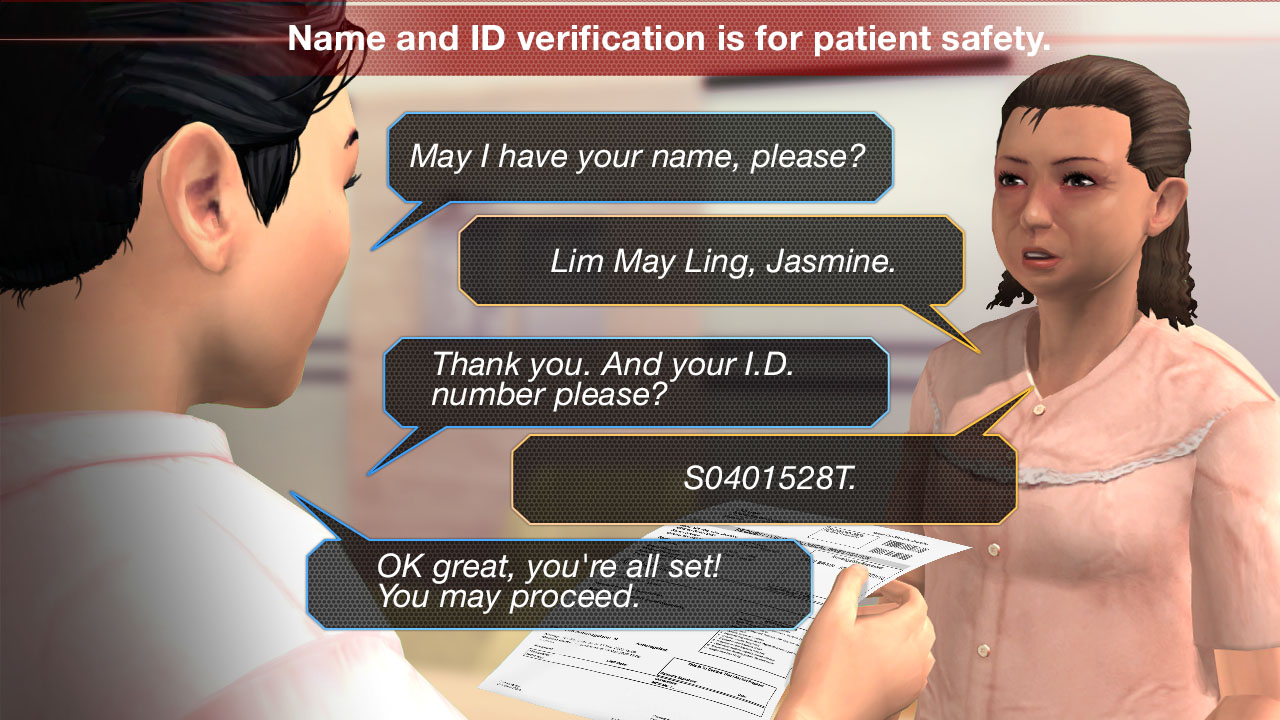 Name and ID verification is for patient safety.
May I have your name, please?
Lim May Ling, Jasmine.
Thank you. And your I.D.
number please?
S0401528T.
OK great, you're all set!
You may proceed.